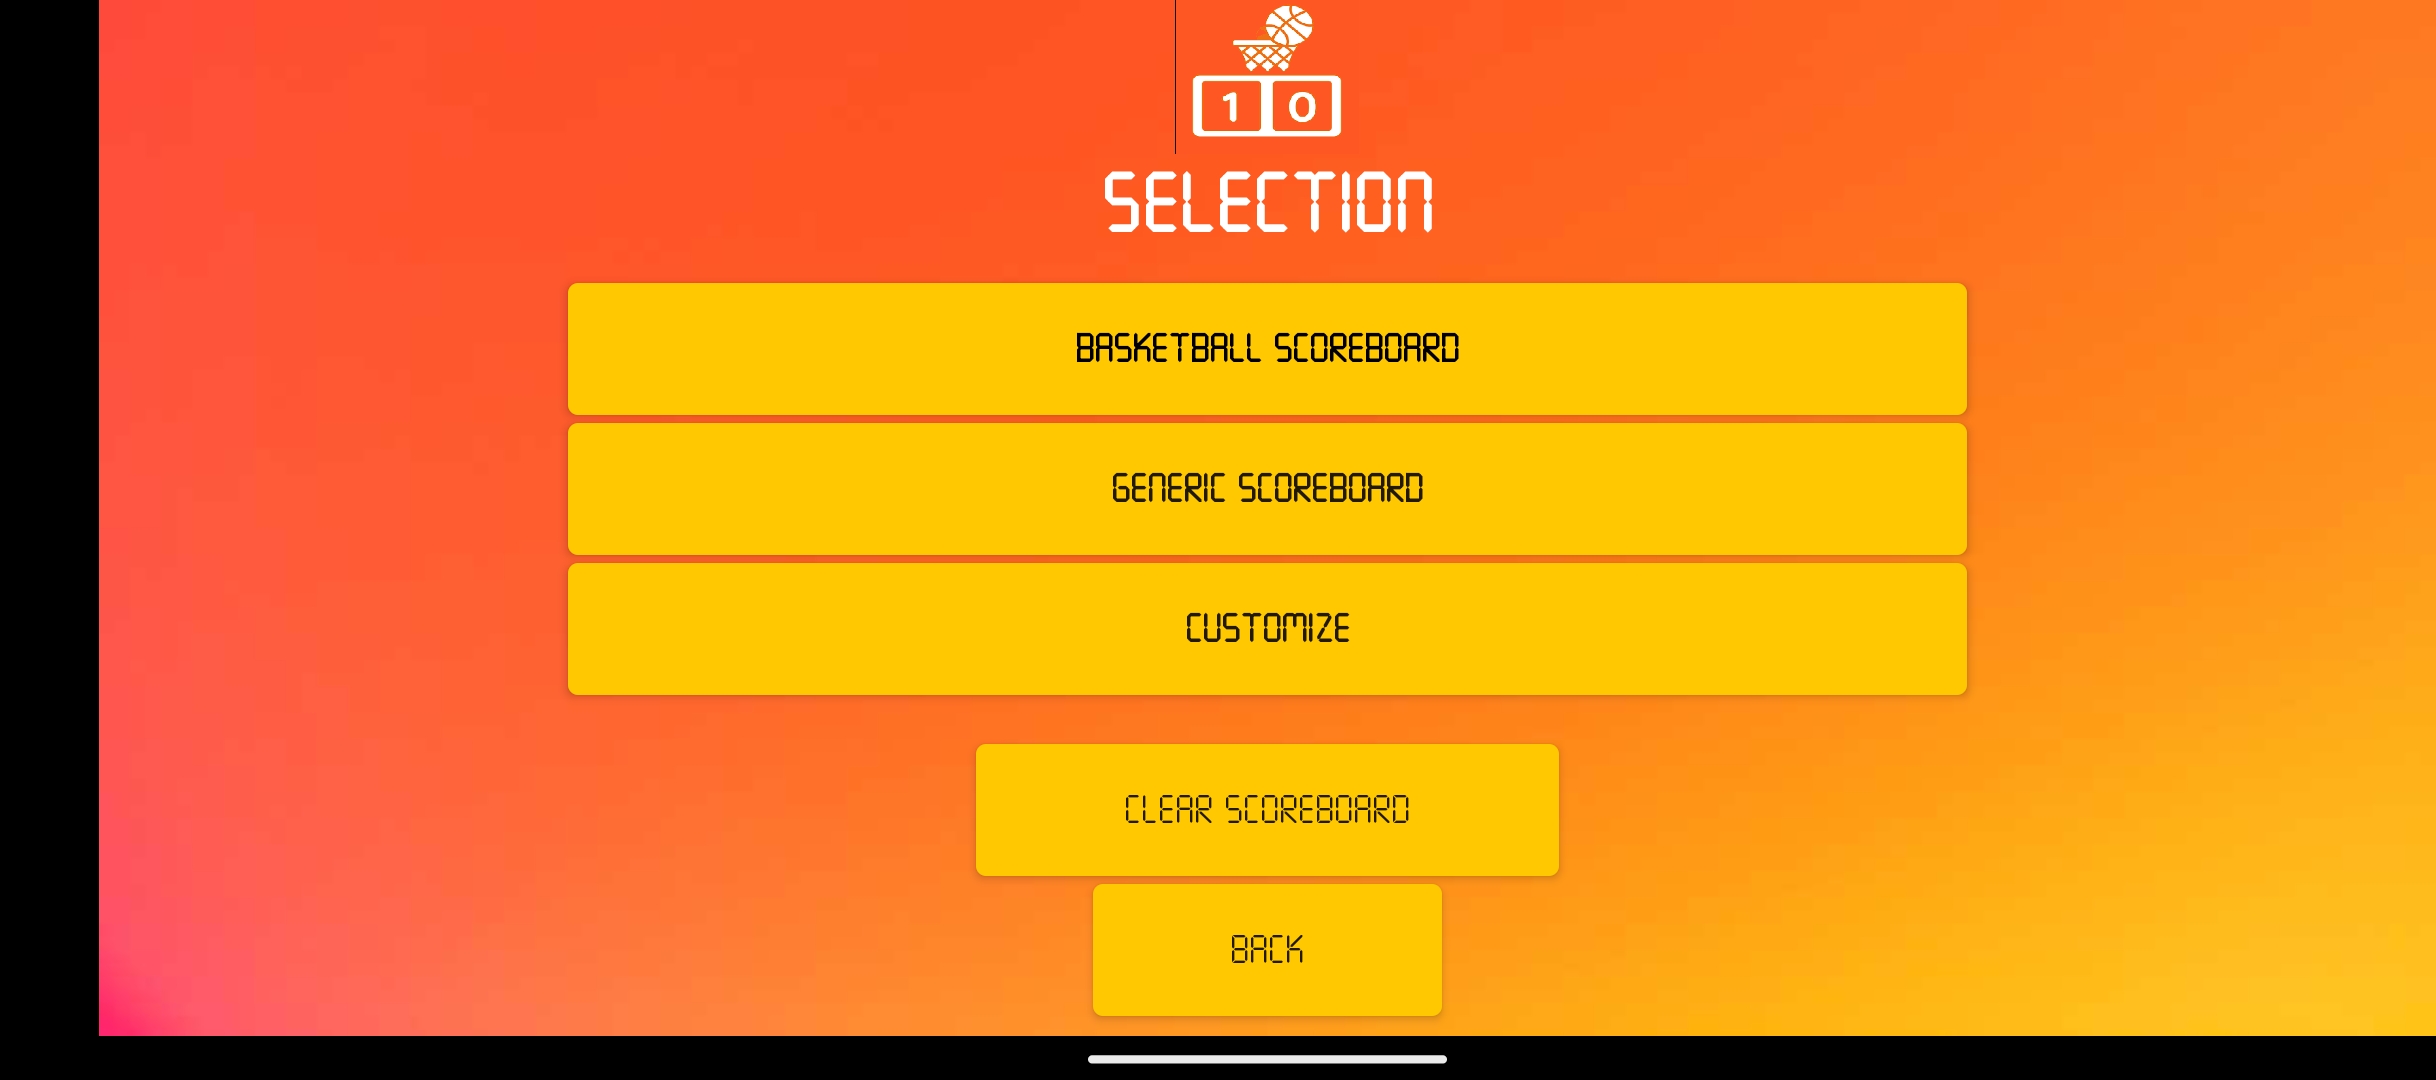 1 0
SELECTION
BASKETBALL SCOREBOARD
GENERIC SCOREBOARD
CUSTOMIZE
CLEAR SCOREBOARD
BACK